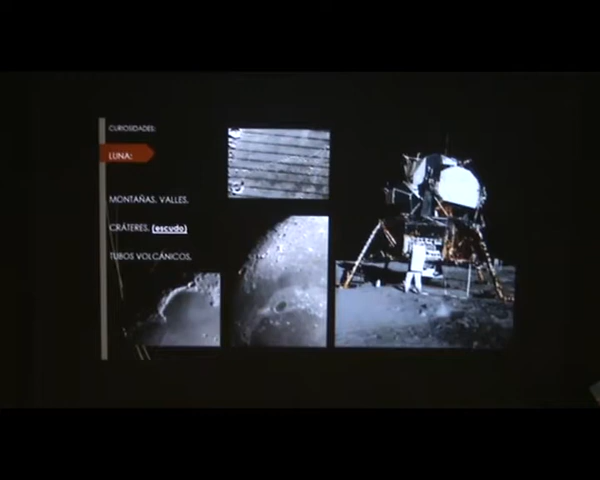 CURIOSIDADES:
LUNA:
MONTAÑAS, VALLES.
CRÁTERES. (escudo)
TUBOS VOLCÁNICOS.